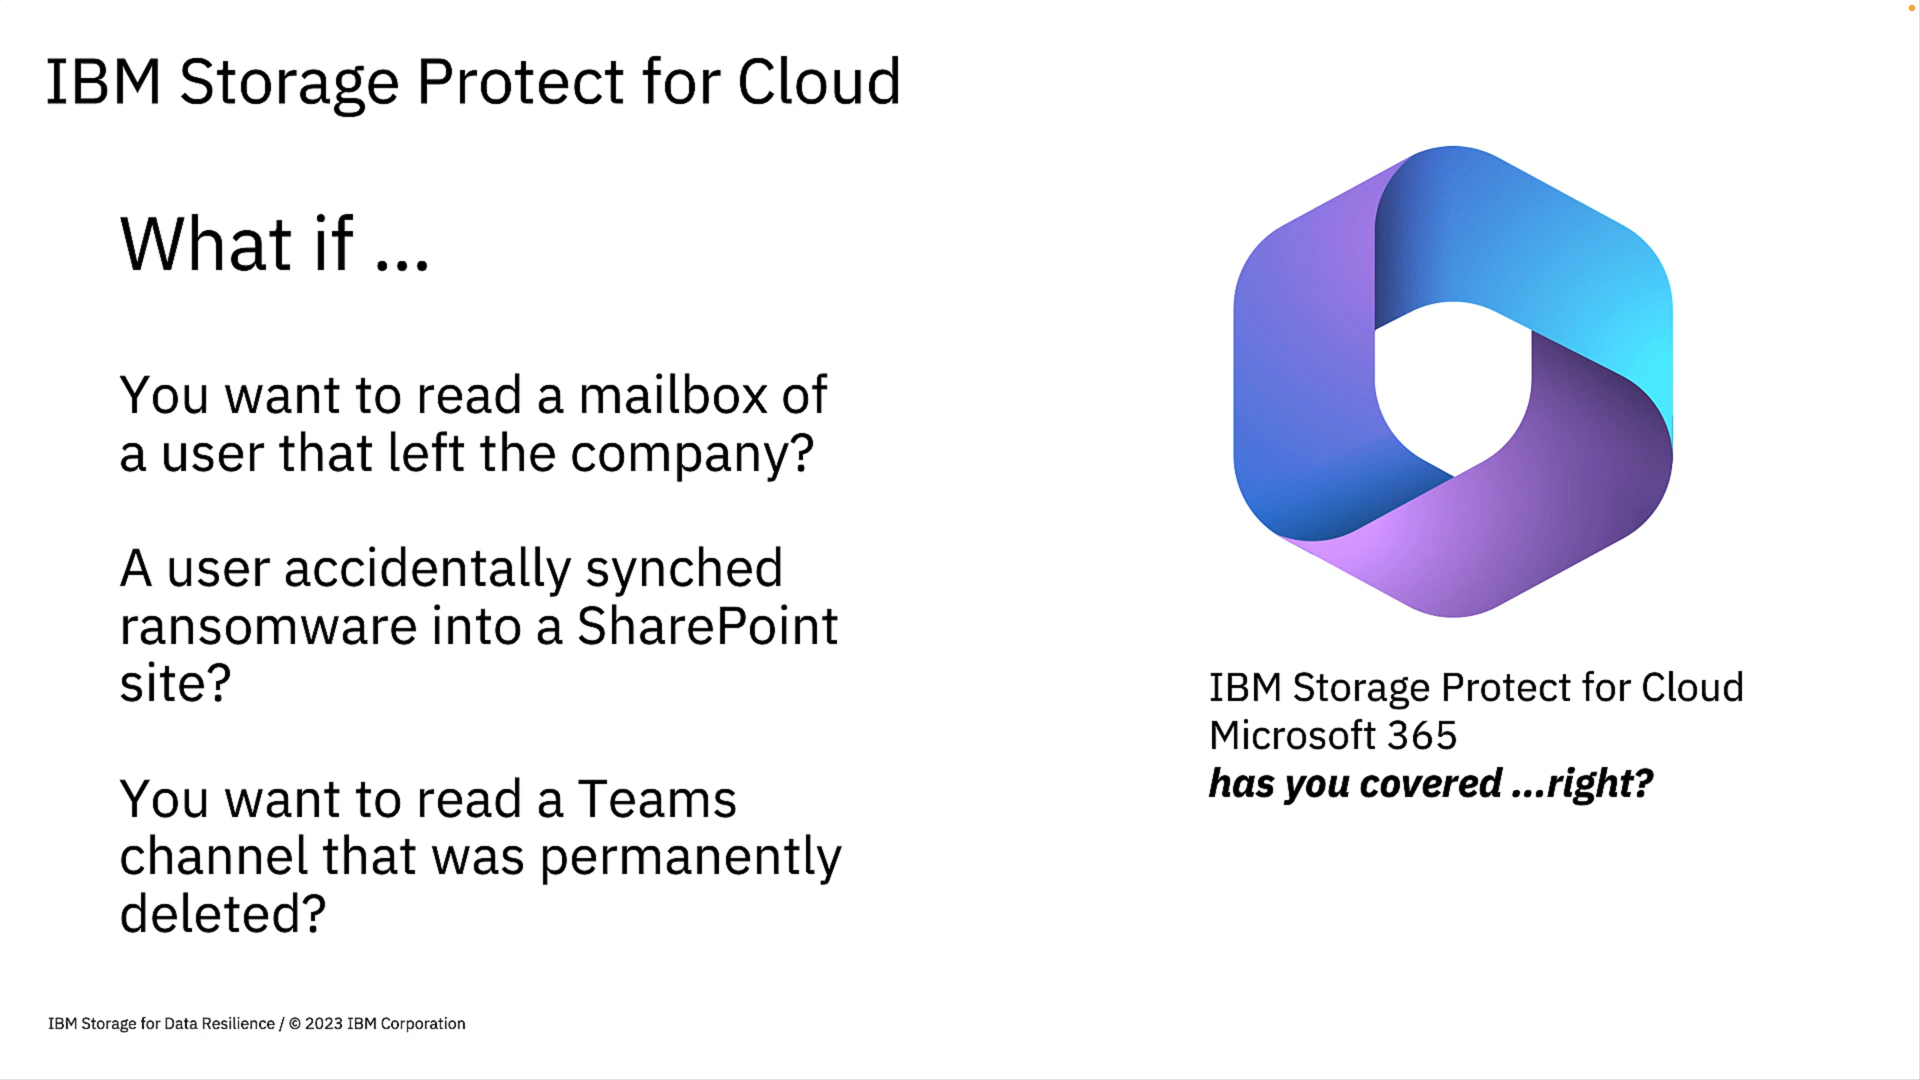 IBM Storage Protect for Cloud
What if ...
You want to read a mailbox of
a user that left the company?
A user accidentally synched
ransomware into a SharePoint
site?
You want to read a Teams
channel that was permanently
deleted?
IBM Storage Protect for Cloud
Microsoft 365
has you covered ...right?
IBM Storage for Data Resilience / © 2023 IBM Corporation